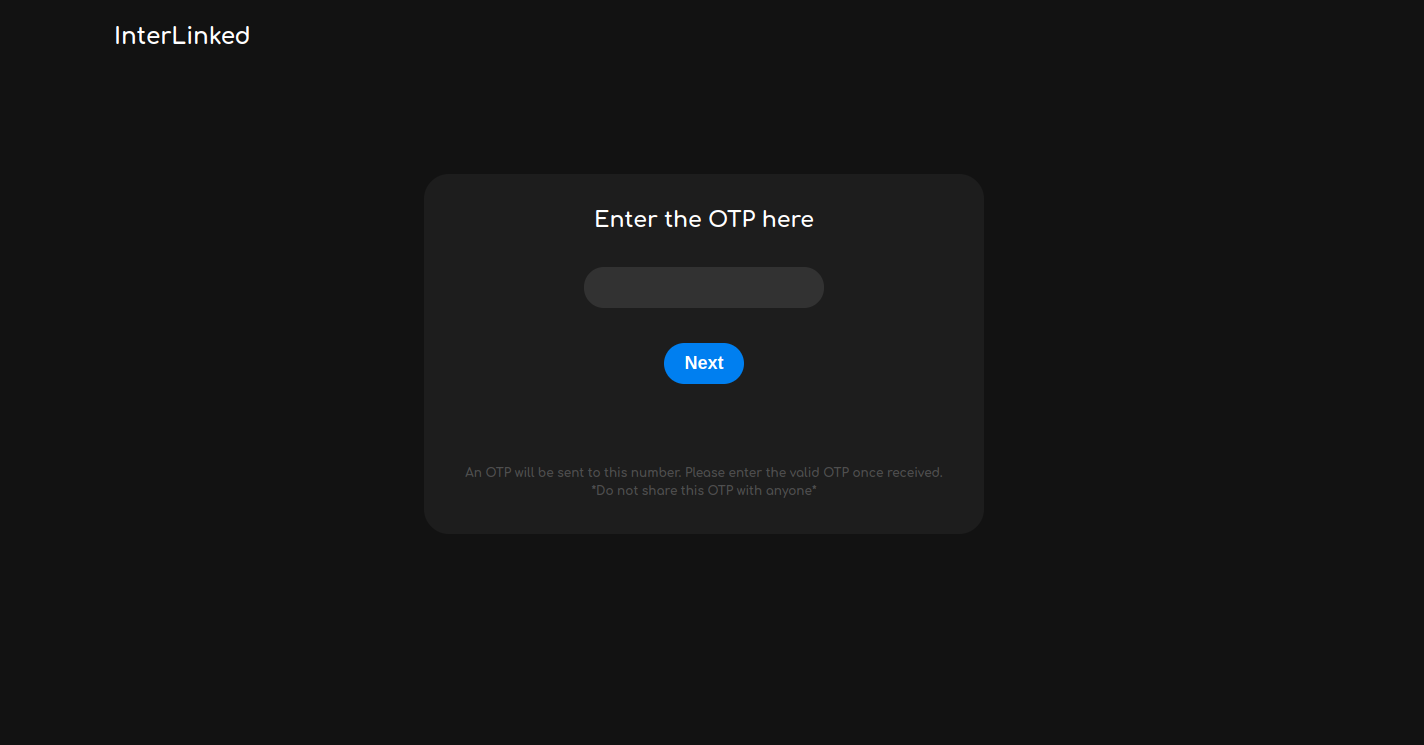 InterLinked
Enter the OTP here
Next
An OTP will be sent to this number. Please enter the valid OTP once received.
*Do not share this OTP with anyone*